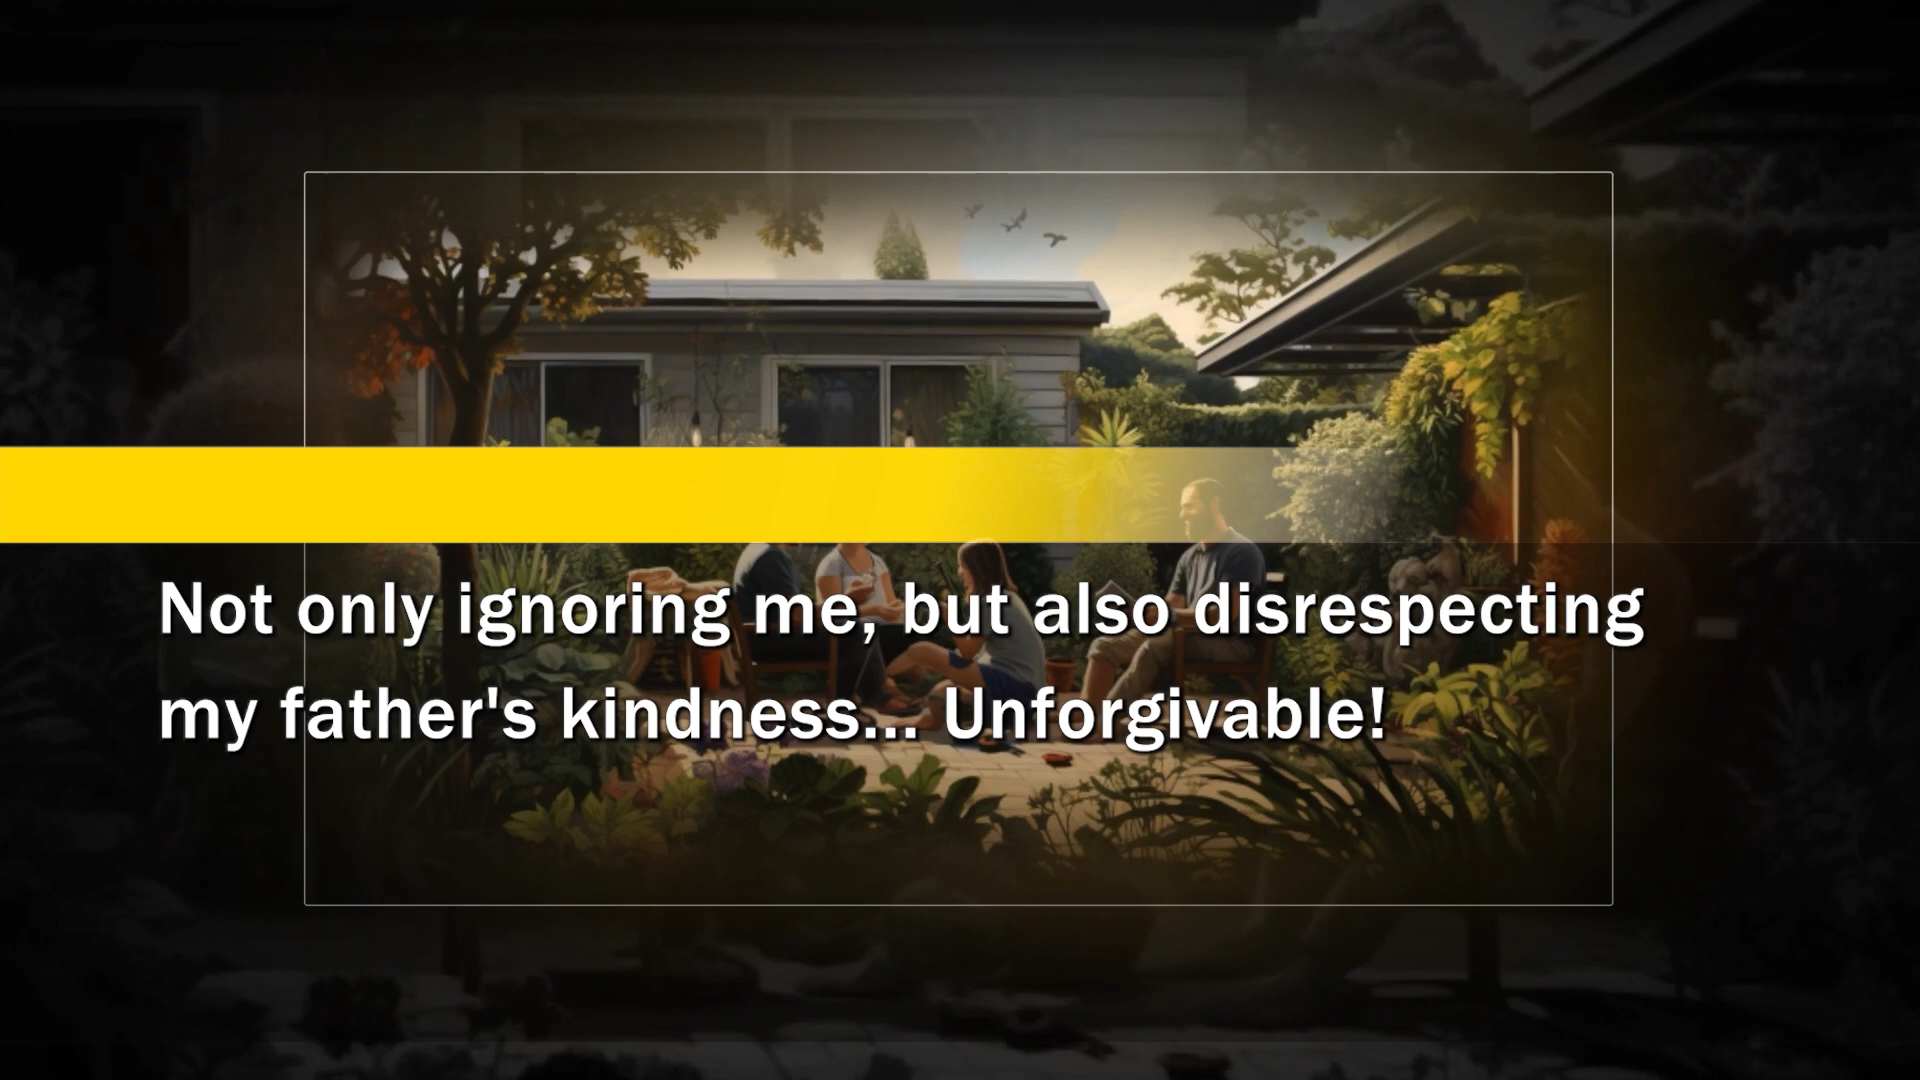 Not only ignoring me, but also disrespecting
my father's kindness... Unforgivable!